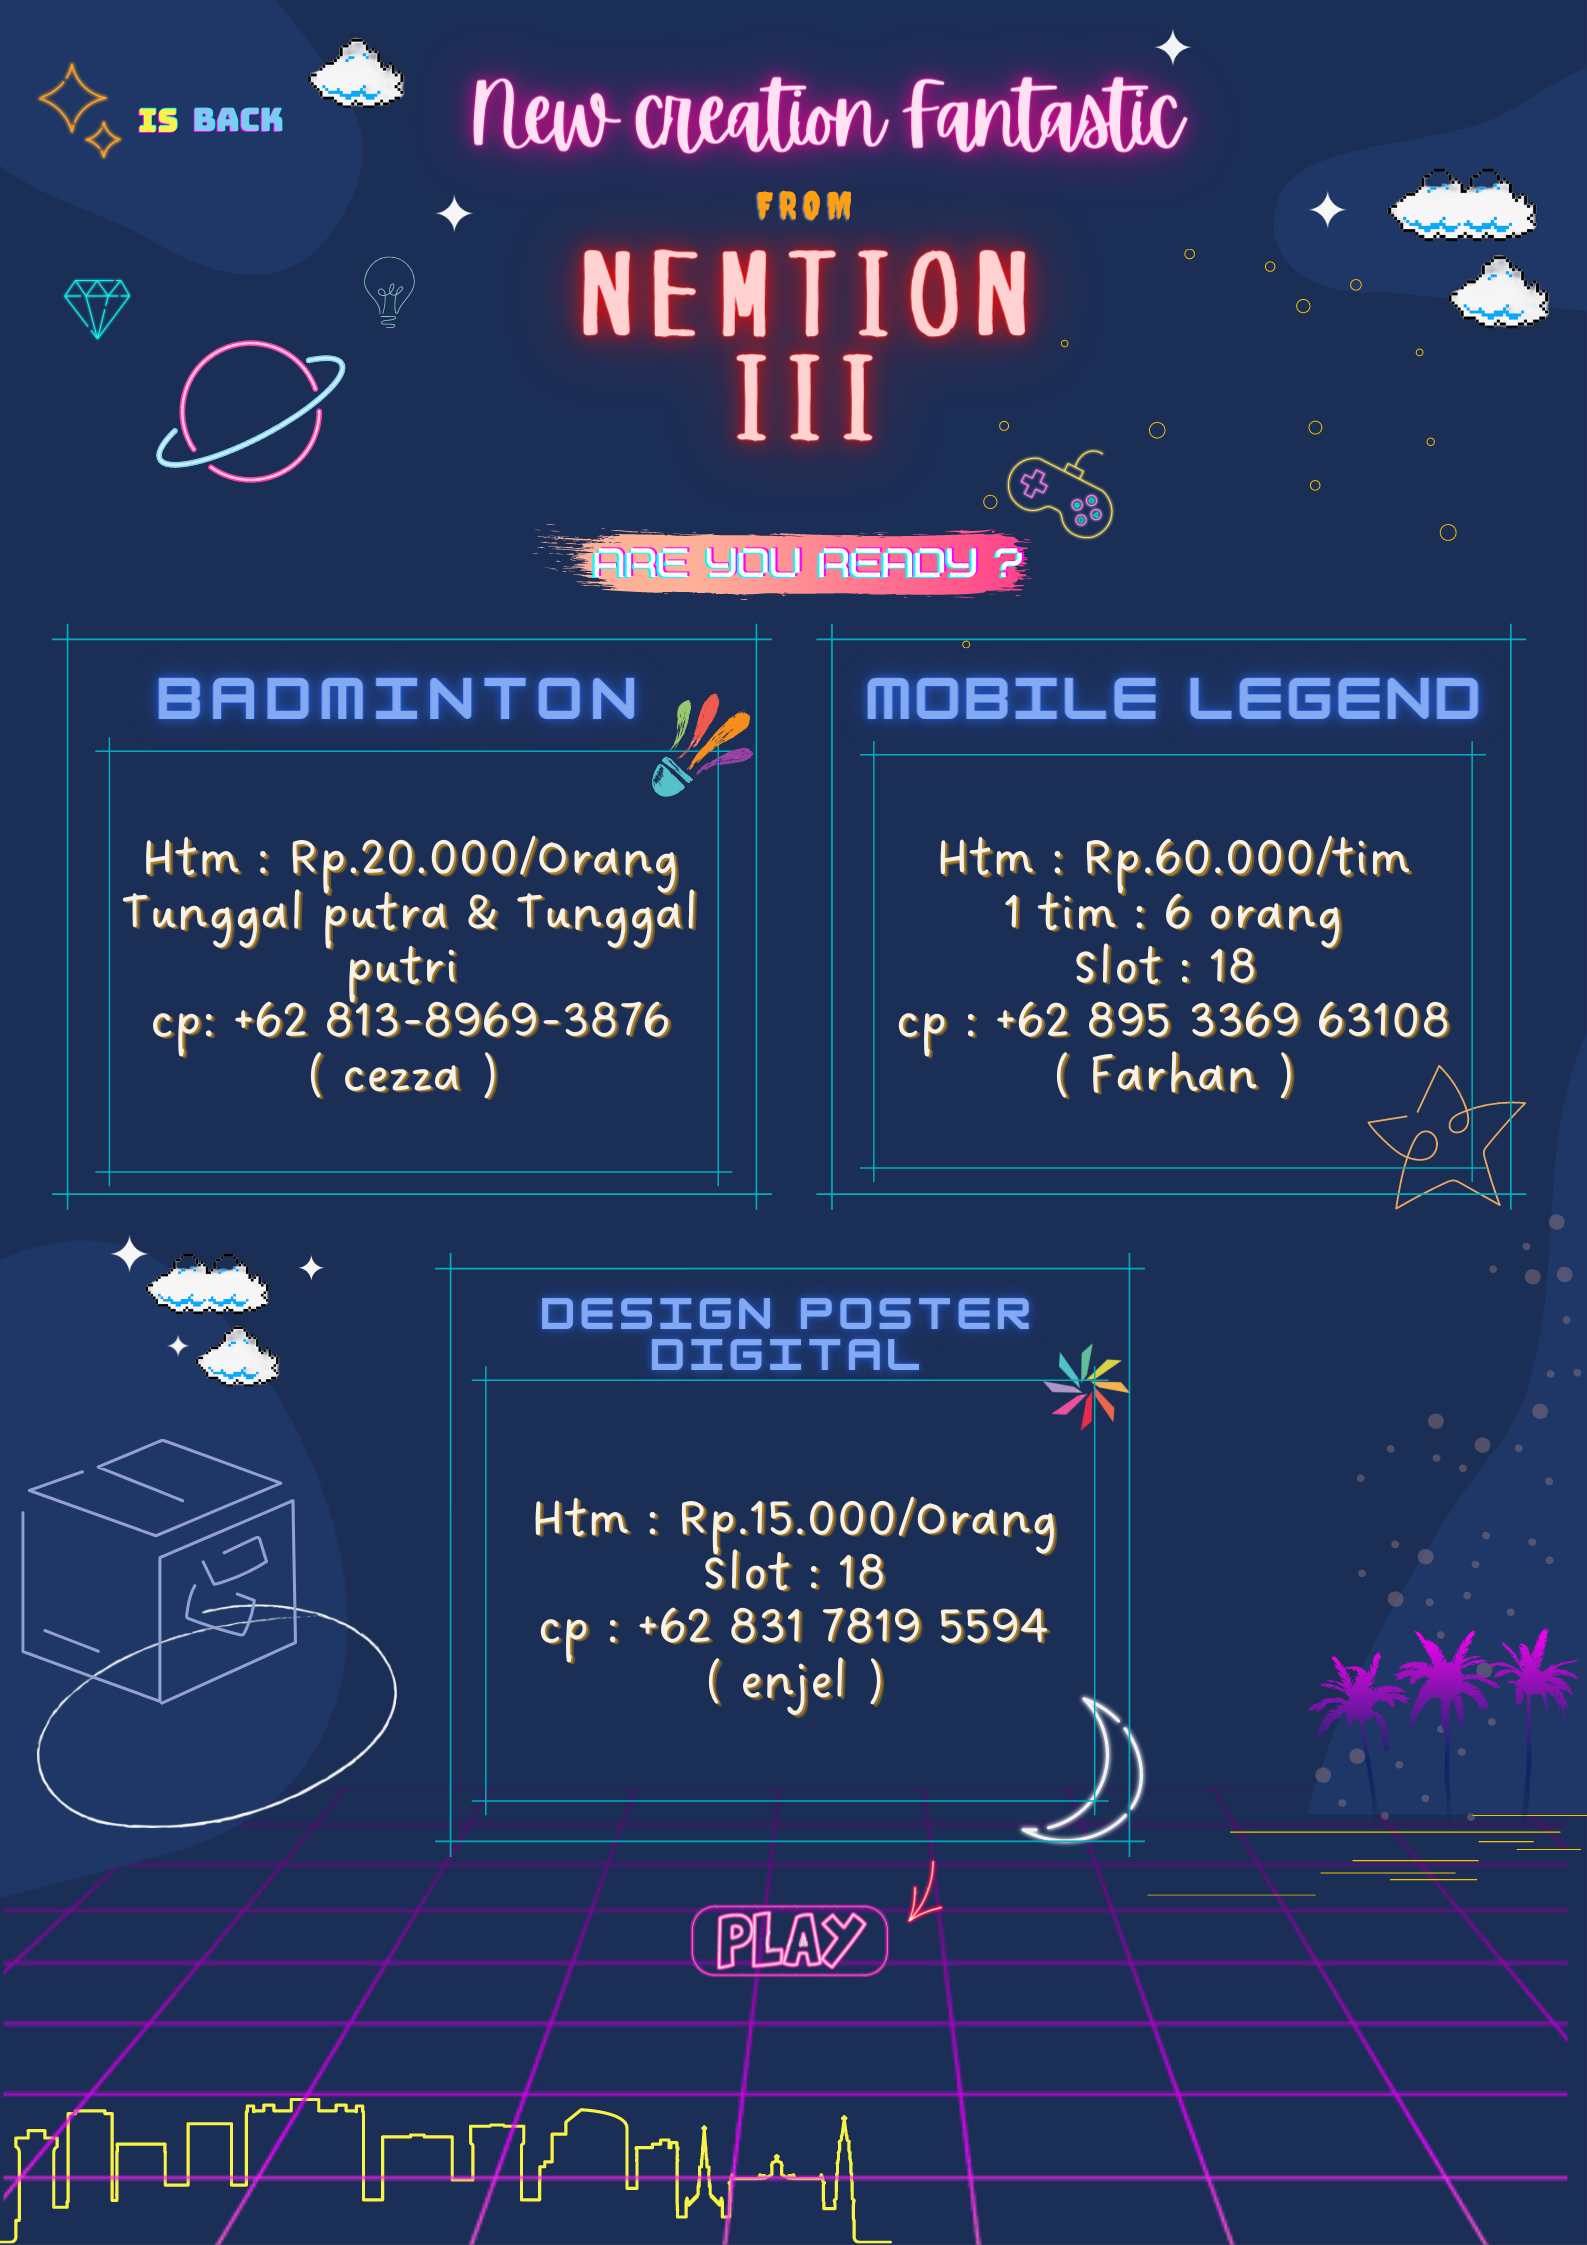 IS BACK
New creation Fantastic
FROM
NEMTION
III
ARE YOU READY ?
BADMINTON
Htm : Rp.20.000/Orang
Tunggal putra & Tunggal
putri
cp: +62 813-8969-3876
( cezza )
MOBILE LEGEND
Htm : Rp.60.000/tim
1 tim : 6 orang
Slot : 18
cp : +62 895 3369 63108
( Farhan )
DESIGN POSTER
DIGITAL
Htm : Rp.15.000/Orang
Slot : 18
cp : +62 831 7819 5594
( enjel )
PLAY